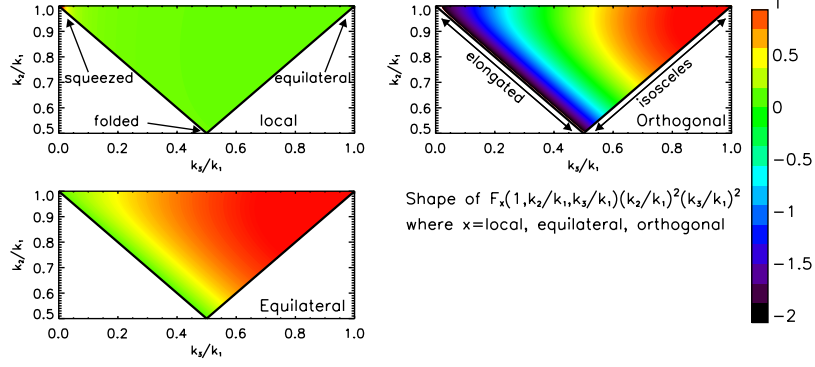 1.0
0.9
0.8
0.7
0.6
0.5
k₂/k₁
squeezed
equilateral
folded
local
0.0 0.2 0.4 0.6 0.8 1.0
k₃/k₁
1.0
0.9
0.8
0.7
0.6
0.5
k₂/k₁
elongated
isosceles
Orthogonal
0.0 0.2 0.4 0.6 0.8 1.0
k₃/k₁
1
0.5
0
−0.5
−1
−1.5
−2
1.0
0.9
0.8
0.7
0.6
0.5
k₂/k₁
Equilateral
0.0 0.2 0.4 0.6 0.8 1.0
k₃/k₁
Shape of Fₓ(1,k₂/k₁,k₃/k₁)(k₂/k₁)²(k₃/k₁)²
where x=local, equilateral, orthogonal